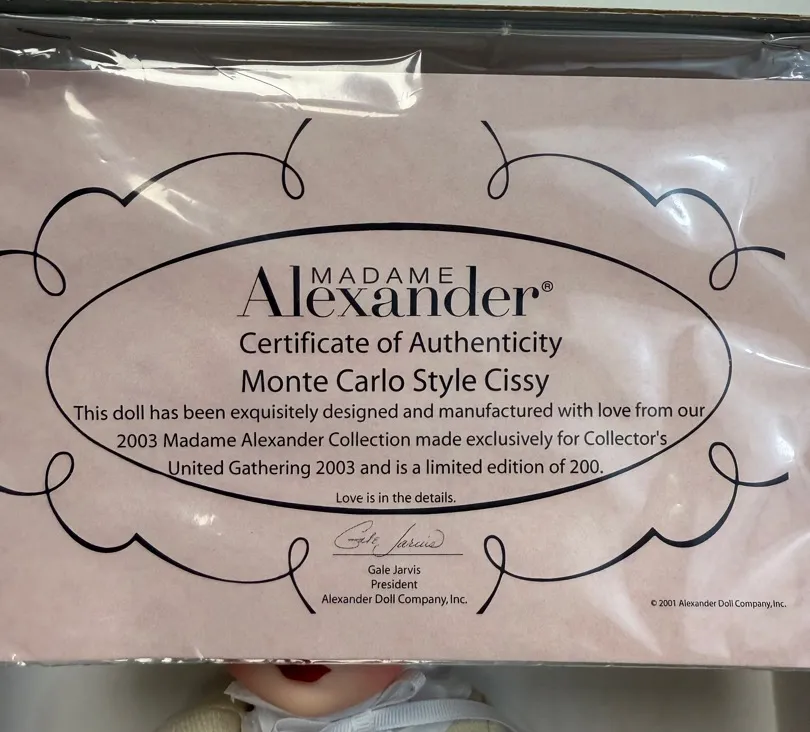 MADAME
Alexander®
Certificate of Authenticity
Monte Carlo Style Cissy
This doll has been exquisitely designed and manufactured with love from our
2003 Madame Alexander Collection made exclusively for Collector's
United Gathering 2003 and is a limited edition of 200.
Love is in the details.
Gale Jarvis
Gale Jarvis
President
Alexander Doll Company, Inc.
© 2001 Alexander Doll Company, Inc.